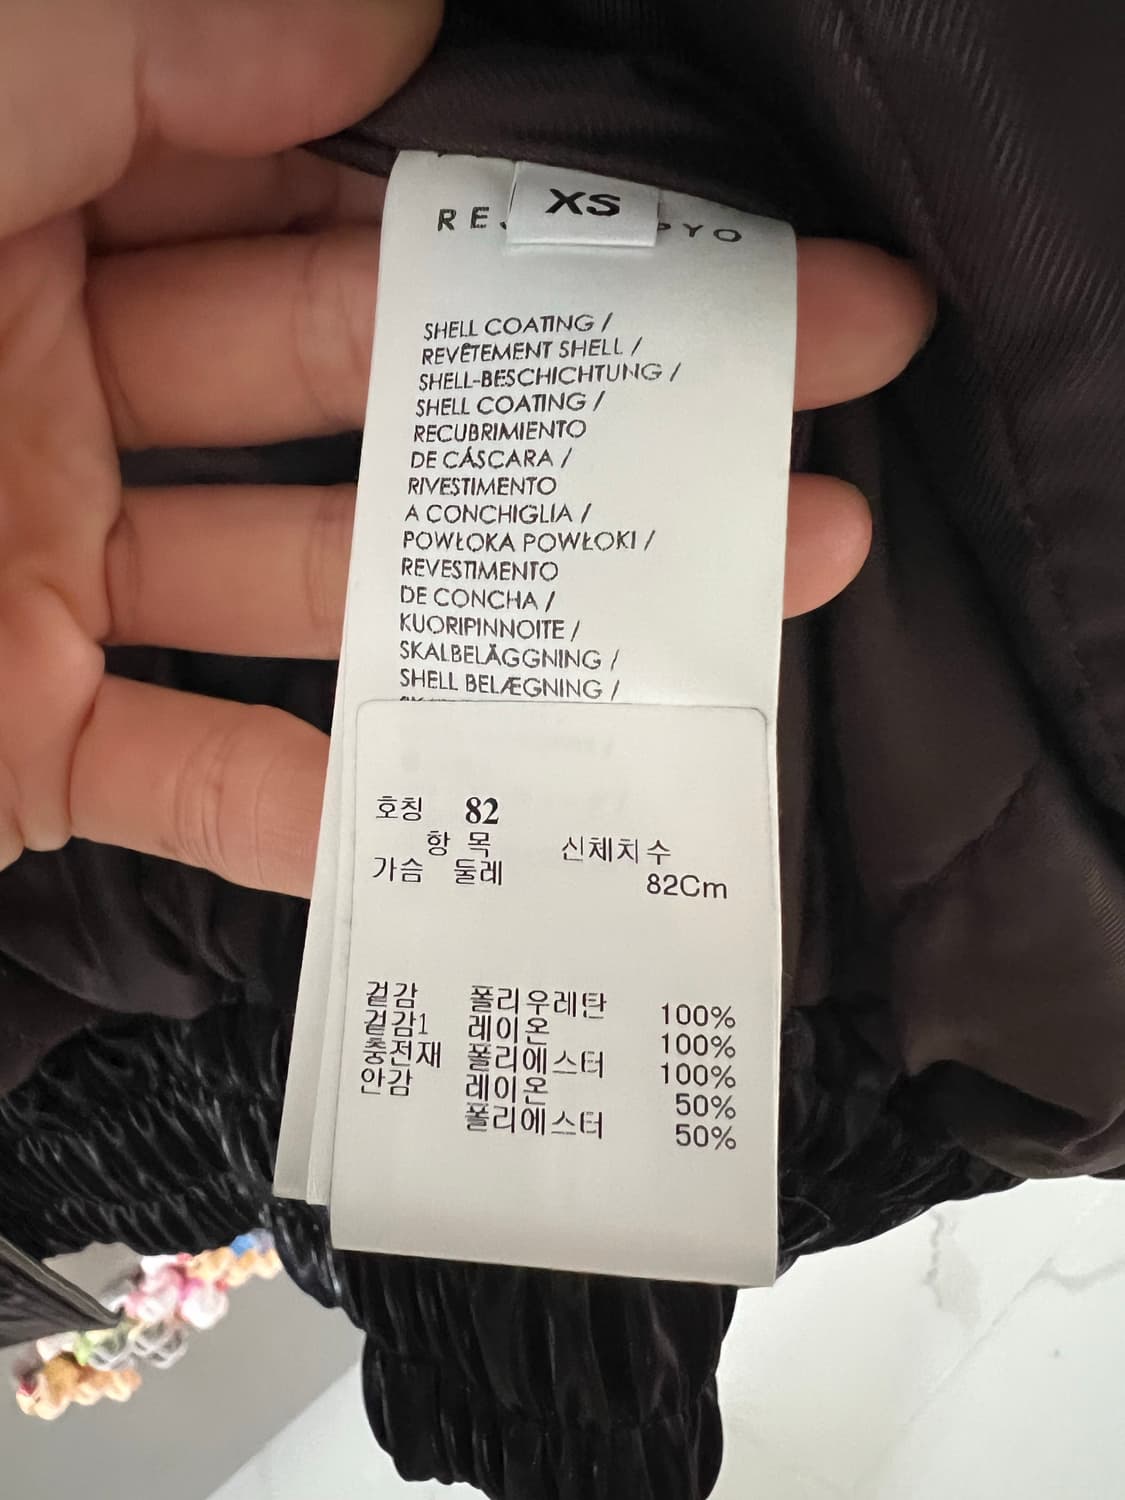 XS
SHELL COATING /
REVÊTEMENT SHELL /
SHELL-BESCHICHTUNG /
SHELL COATING /
RECUBRIMIENTO
DE CÁSCARA /
RIVESTIMENTO
A CONCHIGLIA /
POWŁOKA POWŁOKI /
REVESTIMENTO
DE CONCHA /
KUORIPINNOITE /
SKALBELÄGGNING /
SHELL BELÆGNING /
호칭 82
항 목 신체치수
가슴 둘레 82Cm
겉감 폴리우레탄 100%
겉감1 레이온 100%
충전재 폴리에스터 100%
안감 레이온 50%
폴리에스터 50%